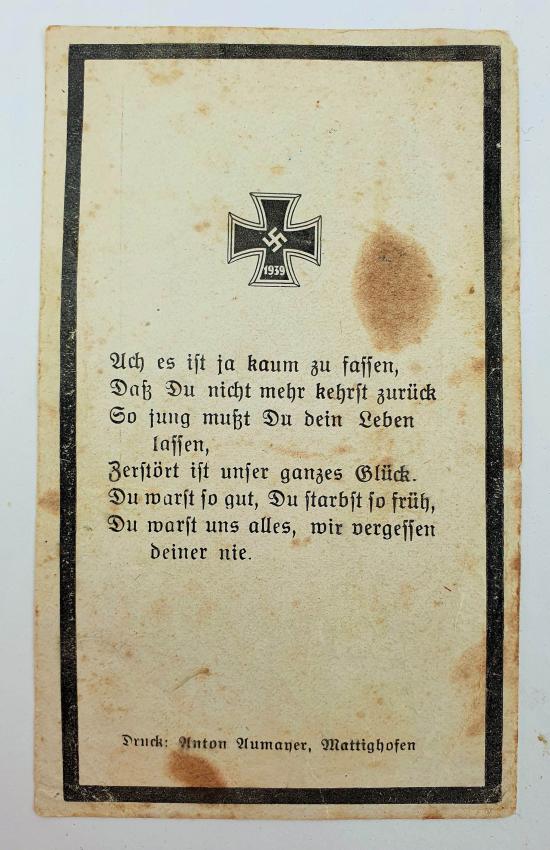 1939
Ach es ist ja kaum zu fassen,
Daß Du nicht mehr kehrst zurück
So jung mußt Du dein Leben
lassen,
Zerstört ist unser ganzes Glück.
Du warst so gut, Du starbst so früh,
Du warst uns alles, wir vergessen
deiner nie.
Druck: Anton Aumayer, Mattighofen